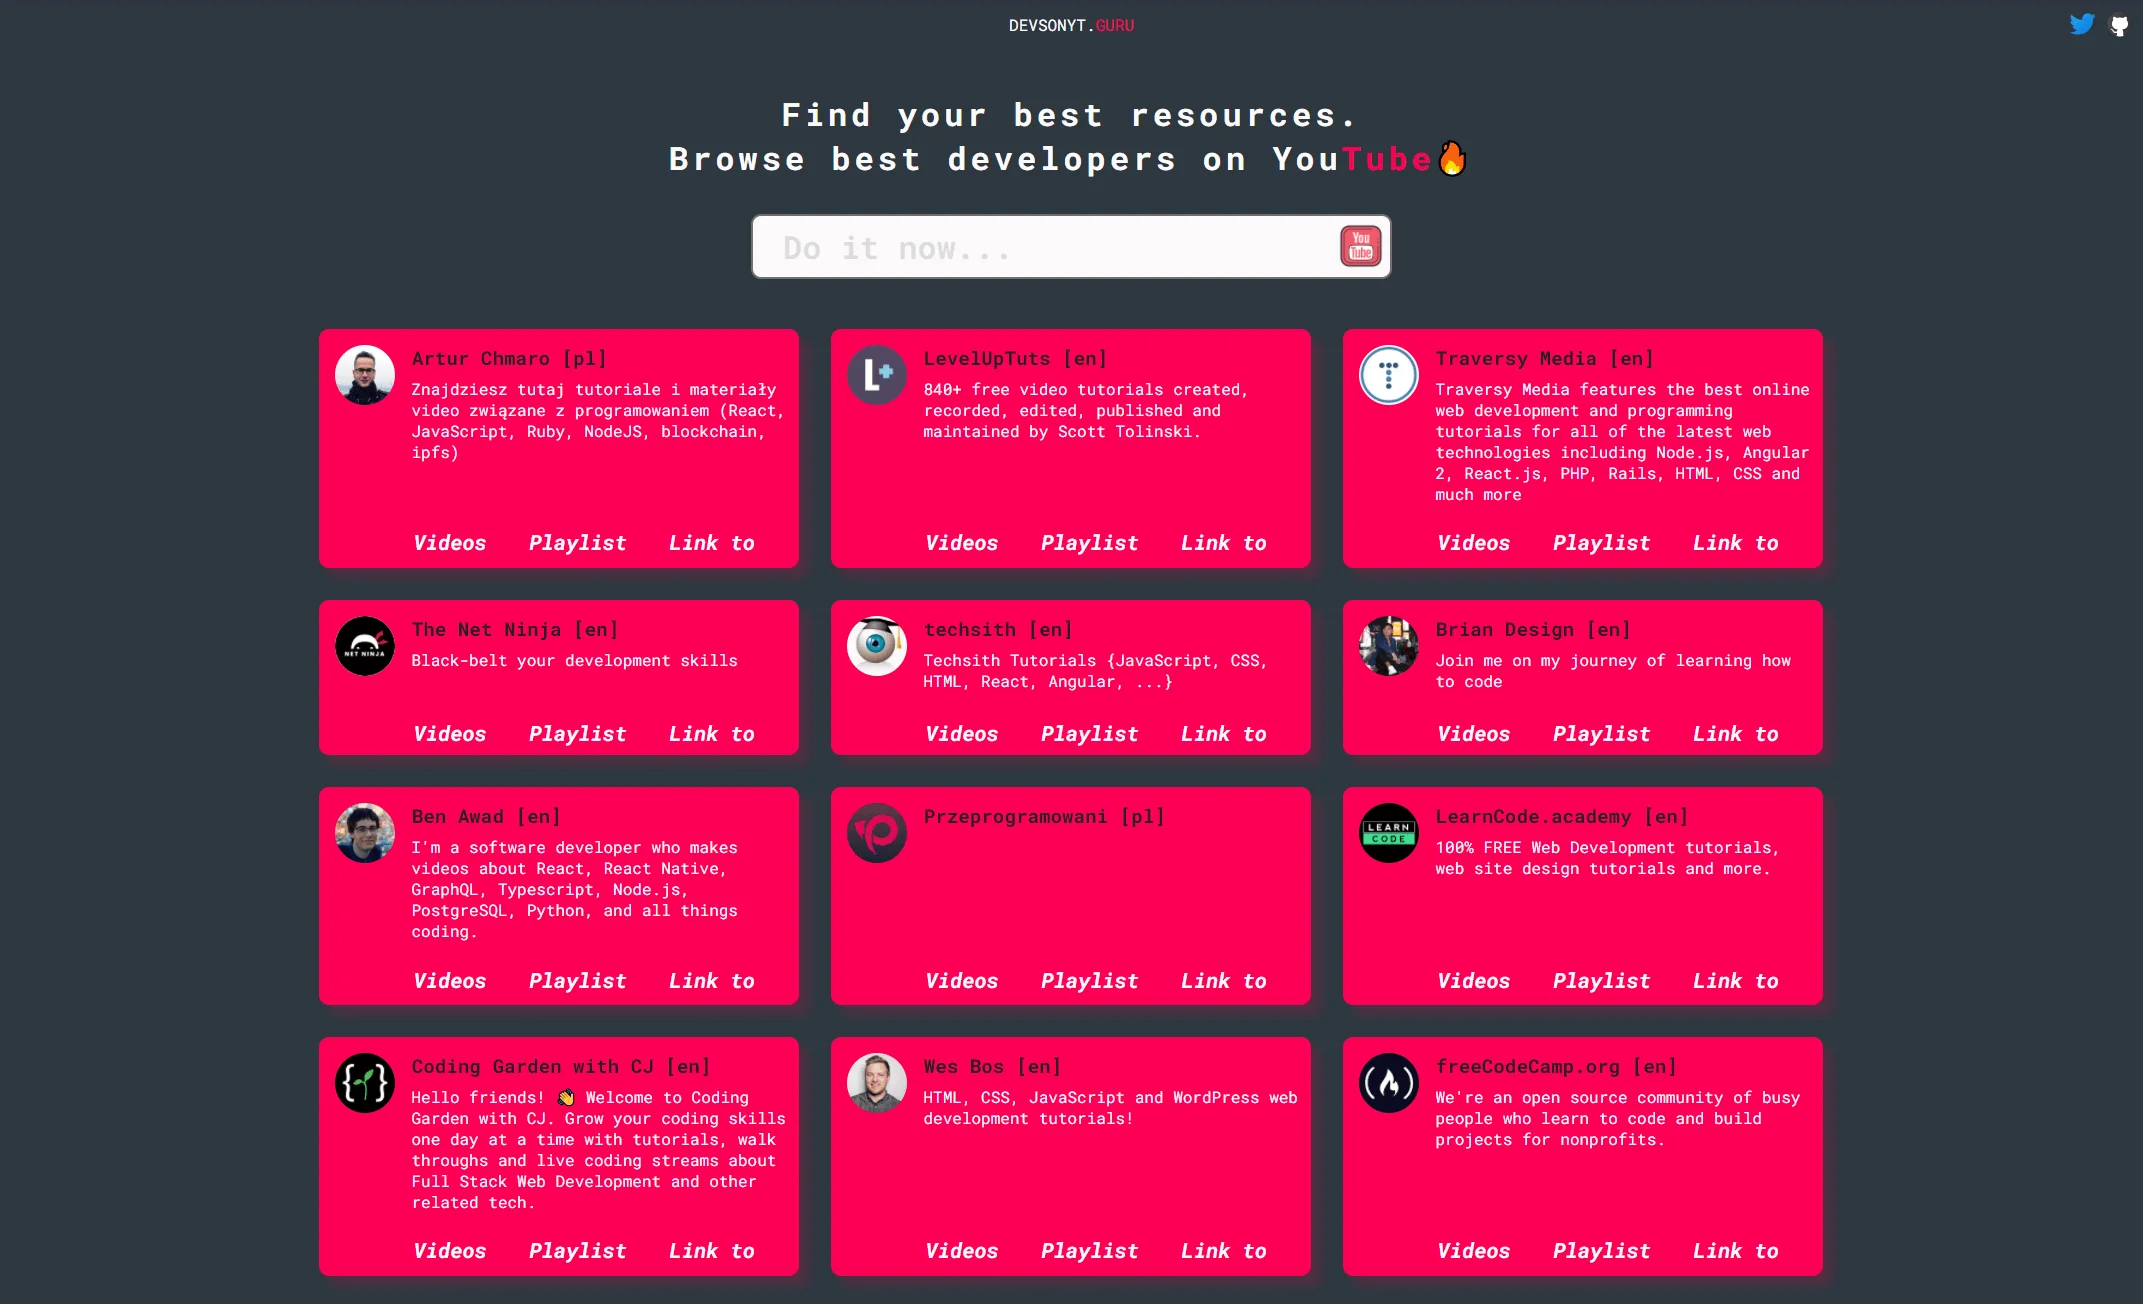 DEVSONYT.GURU
Find your best resources.
Browse best developers on YouTube🔥
Do it now...
You
Tube
Artur Chmaro [pl]
Znajdziesz tutaj tutoriale i materiały
video związane z programowaniem (React,
JavaScript, Ruby, NodeJS, blockchain,
ipfs)
Videos Playlist Link to
L+
LevelUpTuts [en]
840+ free video tutorials created,
recorded, edited, published and
maintained by Scott Tolinski.
Videos Playlist Link to
Traversy Media [en]
Traversy Media features the best online
web development and programming
tutorials for all of the latest web
technologies including Node.js, Angular
2, React.js, PHP, Rails, HTML, CSS and
much more
Videos Playlist Link to
NET NINJA
The Net Ninja [en]
Black-belt your development skills
Videos Playlist Link to
techsith [en]
Techsith Tutorials {JavaScript, CSS,
HTML, React, Angular, ...}
Videos Playlist Link to
Brian Design [en]
Join me on my journey of learning how
to code
Videos Playlist Link to
Ben Awad [en]
I'm a software developer who makes
videos about React, React Native,
GraphQL, Typescript, Node.js,
PostgreSQL, Python, and all things
coding.
Videos Playlist Link to
Przeprogramowani [pl]
Videos Playlist Link to
LEARN
CODE
LearnCode.academy [en]
100% FREE Web Development tutorials,
web site design tutorials and more.
Videos Playlist Link to
Coding Garden with CJ [en]
Hello friends! 👋 Welcome to Coding
Garden with CJ. Grow your coding skills
one day at a time with tutorials, walk
throughs and live coding streams about
Full Stack Web Development and other
related tech.
Videos Playlist Link to
Wes Bos [en]
HTML, CSS, JavaScript and WordPress web
development tutorials!
Videos Playlist Link to
freeCodeCamp.org [en]
We're an open source community of busy
people who learn to code and build
projects for nonprofits.
Videos Playlist Link to